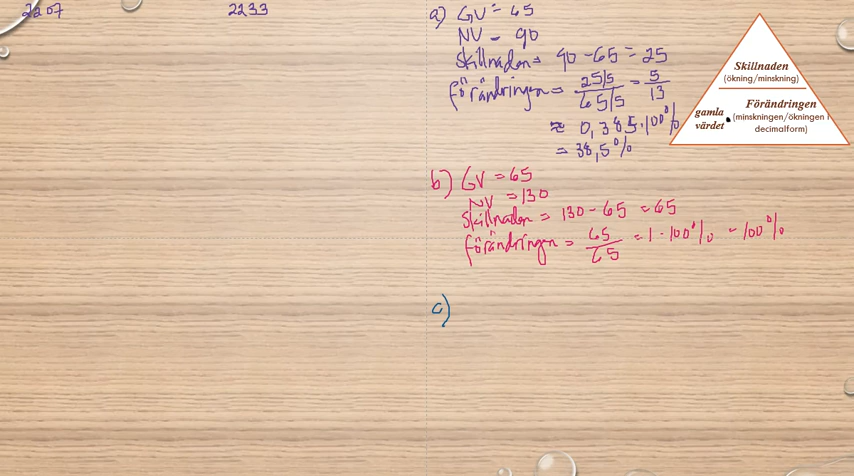 2207
2233
a) GV = 65
NV = 90
Skillnaden = 90 - 65 = 25
förändringen = 25/5 / 65/5 = 5/13
≈ 0,385 · 100%
= 38,5%
Skillnaden
(ökning/minskning)
gamla värdet
Förändringen
(minskningen/ökningen i
decimalform)
b) GV = 65
NV = 130
Skillnaden = 130 - 65 = 65
förändringen = 65/65 = 1 · 100% = 100%
c)